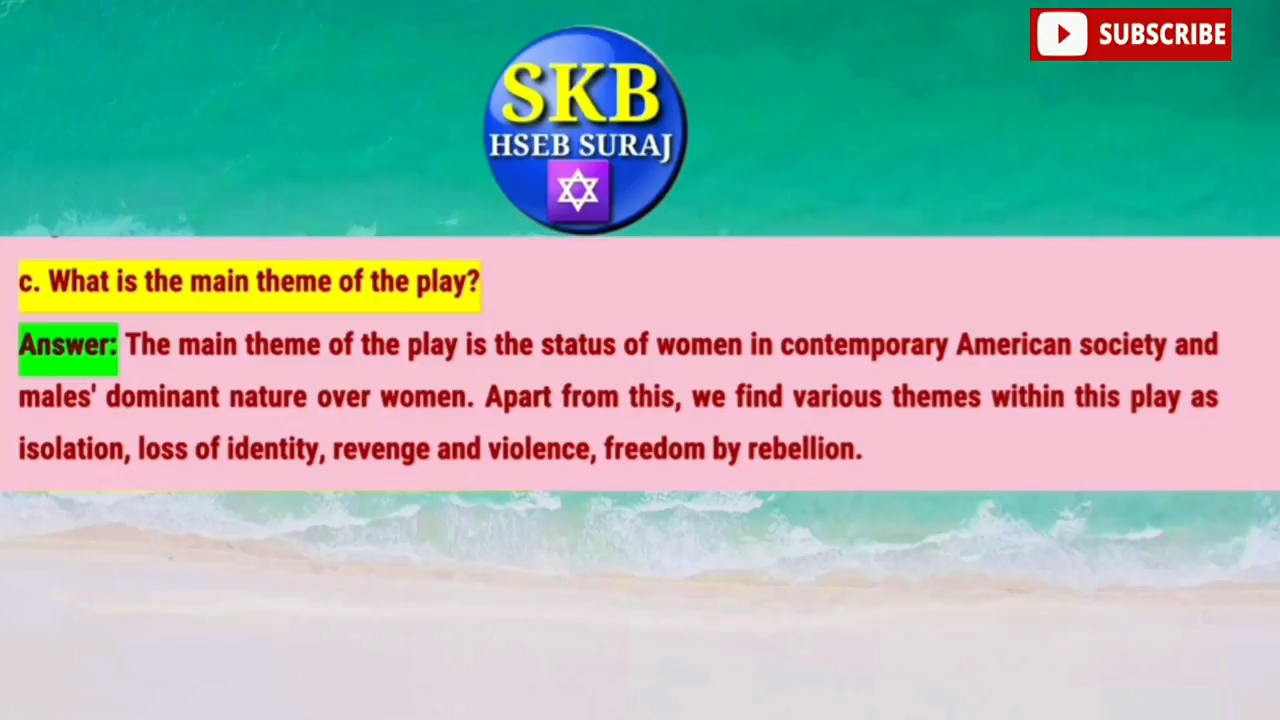 SUBSCRIBE
SKB
HSEB SURAJ
c. What is the main theme of the play?
Answer: The main theme of the play is the status of women in contemporary American society and
males' dominant nature over women. Apart from this, we find various themes within this play as
isolation, loss of identity, revenge and violence, freedom by rebellion.